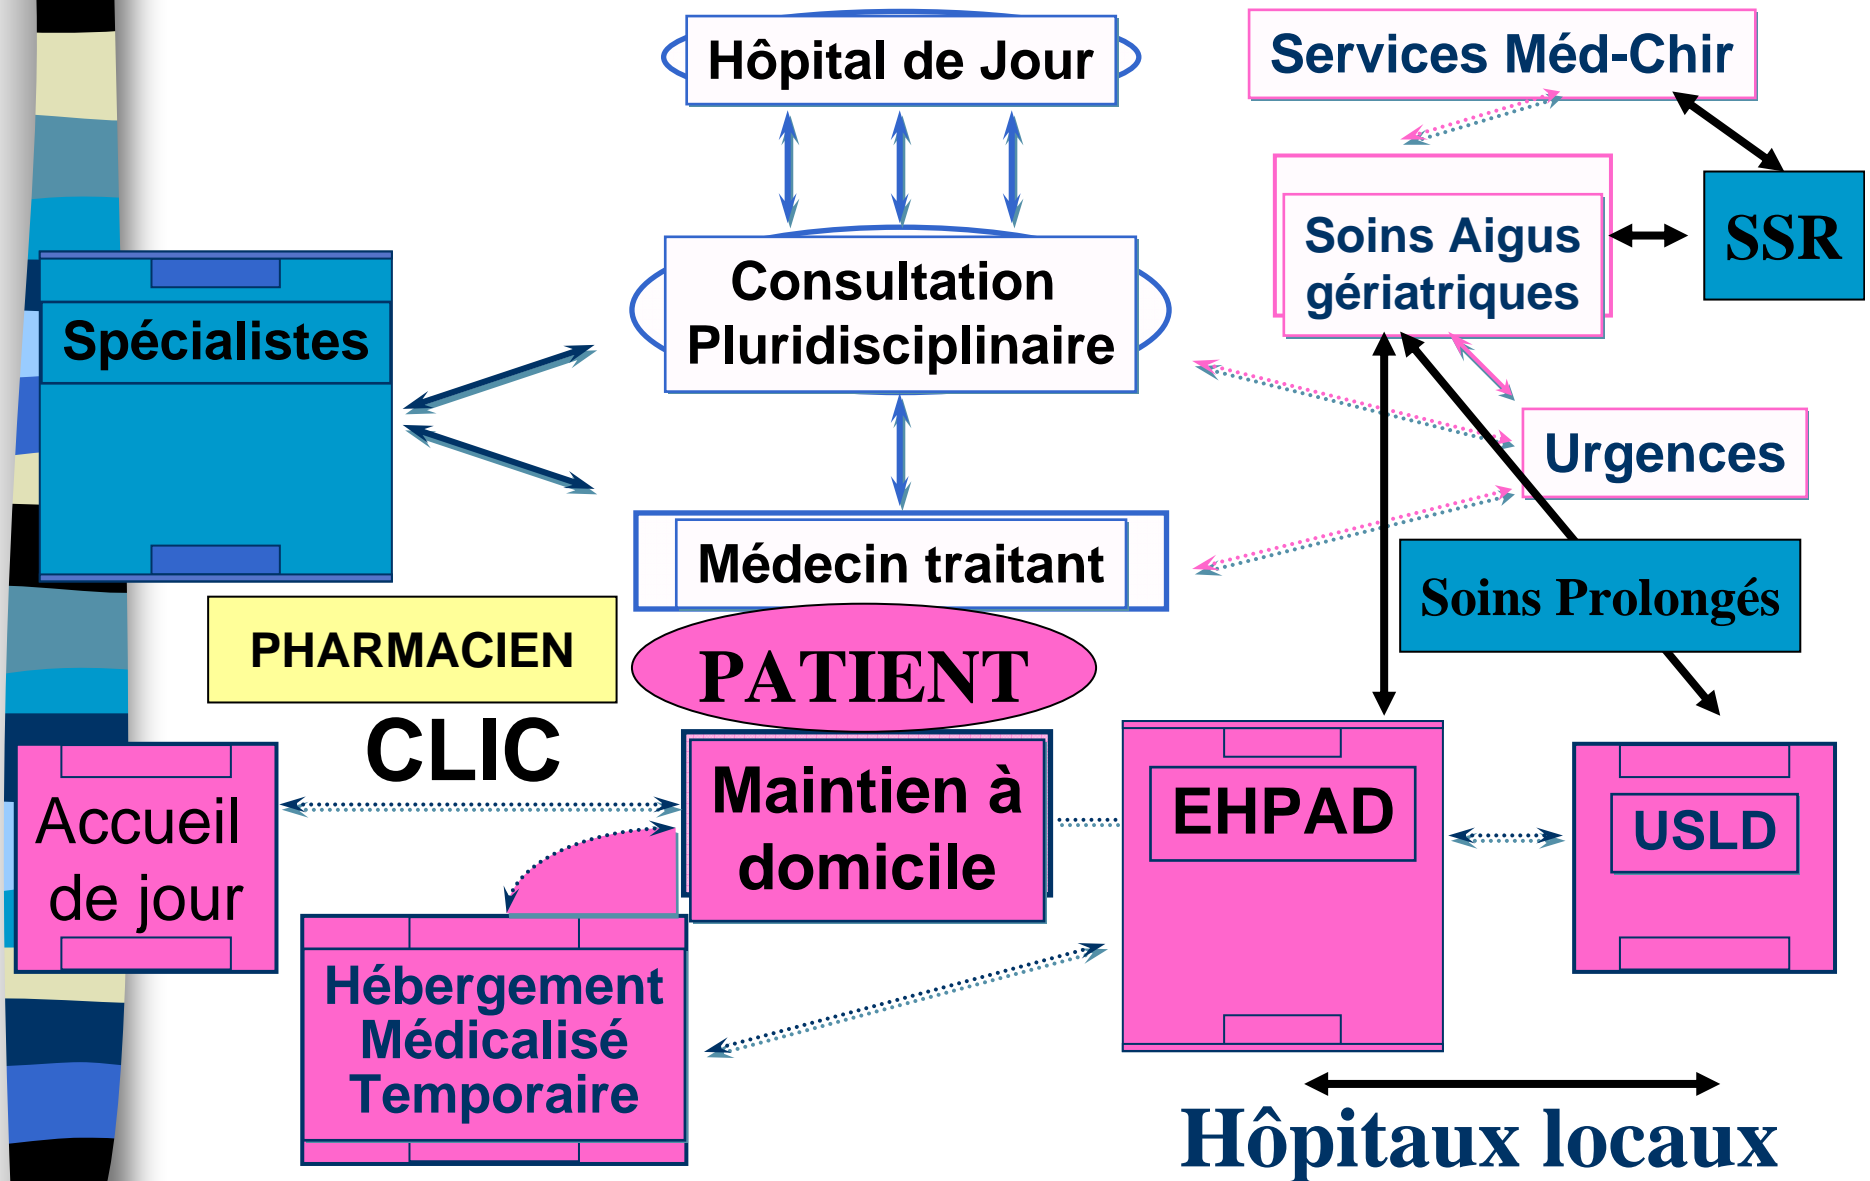 Hôpital de Jour
Services Méd-Chir
Soins Aigus
gériatriques
SSR
Consultation
Pluridisciplinaire
Spécialistes
Urgences
Médecin traitant
Soins Prolongés
PHARMACIEN
PATIENT
CLIC
Accueil
de jour
Maintien à
domicile
EHPAD
USLD
Hébergement
Médicalisé
Temporaire
Hôpitaux locaux